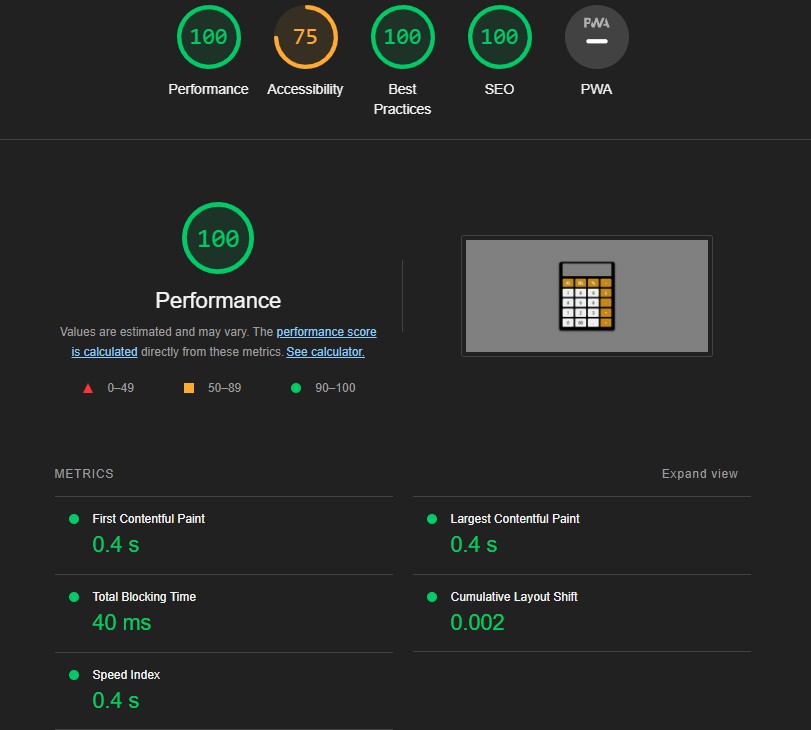 100
75
100
100
PWA
Performance
Accessibility
Best
Practices
SEO
PWA
100
Performance
Values are estimated and may vary. The performance score
is calculated directly from these metrics. See calculator.
0–49
50–89
90–100
METRICS
Expand view
First Contentful Paint
0.4 s
Largest Contentful Paint
0.4 s
Total Blocking Time
40 ms
Cumulative Layout Shift
0.002
Speed Index
0.4 s